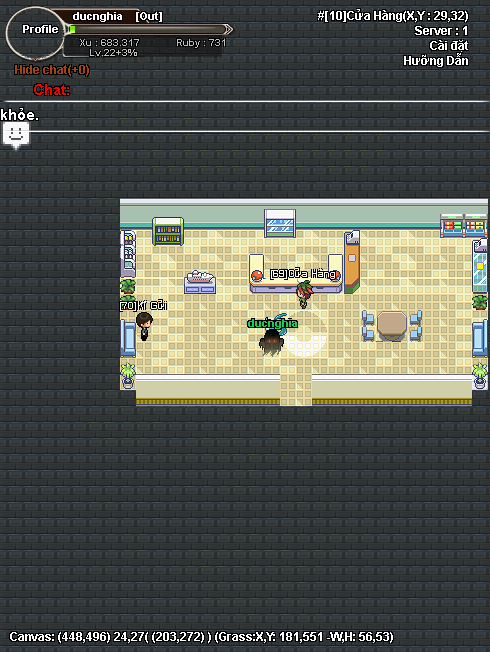 ducnghia [Out]
Profile
Xu : 683.317 Ruby : 731
Lv.22+3%
#[10]Cửa Hàng(X,Y : 29,32)
Server : 1
Cài đặt
Hướng Dẫn
Hide chat(+0)
Chat:
khỏe.
[69]Cửa Hàng
[70]Kí Gửi
ducnghia
Canvas: (448,496) 24,27( (203,272) ) (Grass:X,Y: 181,551 -W,H: 56,53)